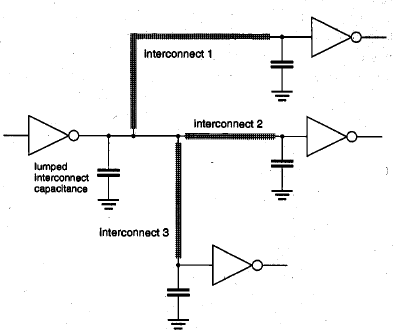 interconnect 1
interconnect 2
lumped
interconnect
capacitance
interconnect 3